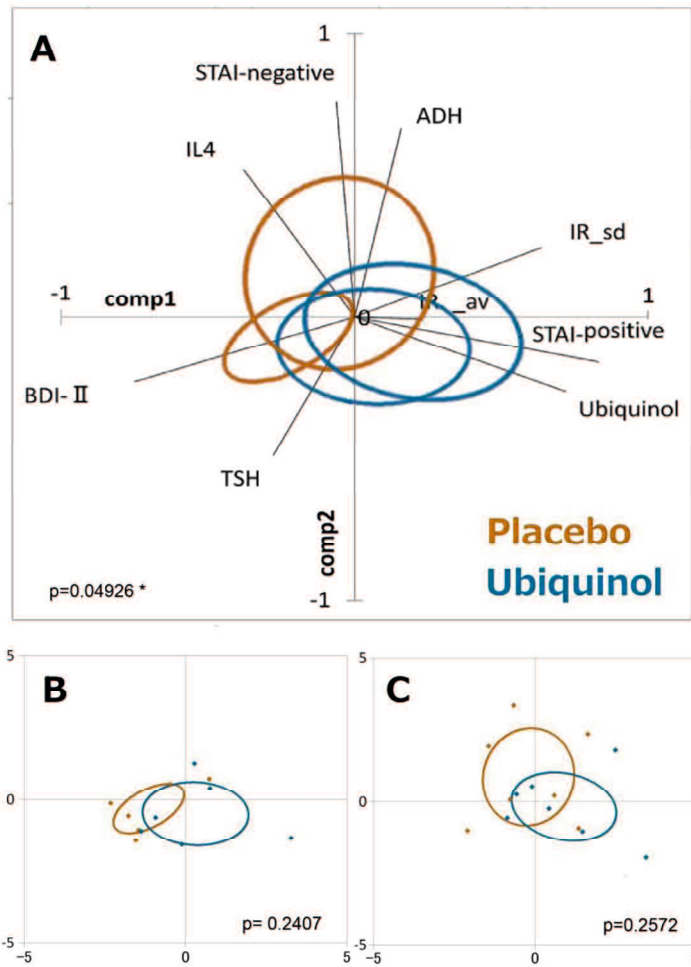 A
1
STAI-negative
ADH
IL4
IR_sd
-1
comp1
IR_av
1
0
STAI-positive
BDI-Ⅱ
Ubiquinol
TSH
comp2
Placebo
Ubiquinol
p=0.04926 *
-1
5
B
0
p= 0.2407
-5
-5
0
5
5
C
0
p=0.2572
-5
-5
0